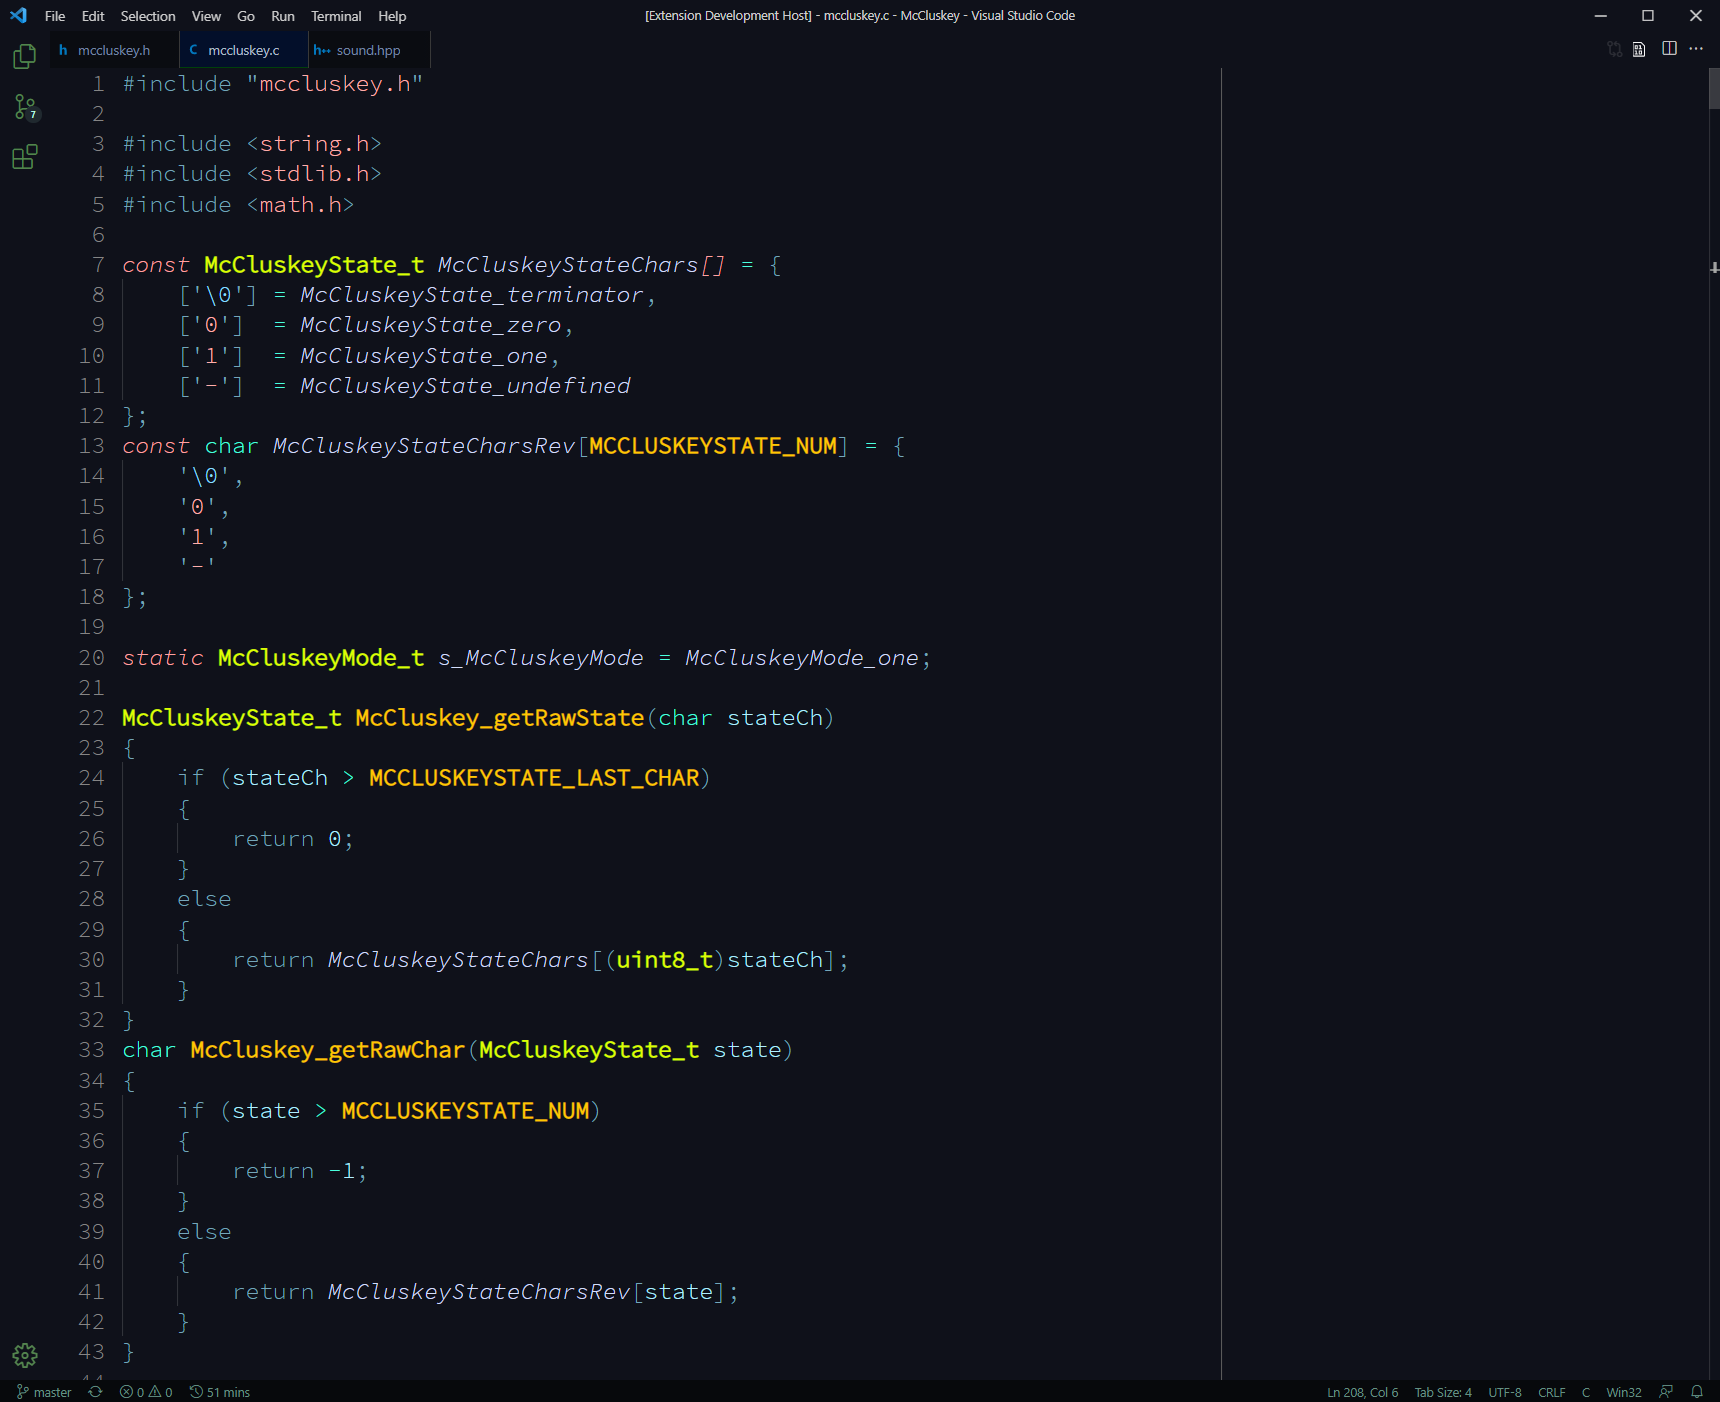 File Edit Selection View Go Run Terminal Help [Extension Development Host] - mccluskey.c - McCluskey - Visual Studio Code
h mccluskey.h C mccluskey.c h++ sound.hpp
7
1 #include "mccluskey.h"
2
3 #include <string.h>
4 #include <stdlib.h>
5 #include <math.h>
6
7 const McCluskeyState_t McCluskeyStateChars[] = {
8 ['\0'] = McCluskeyState_terminator,
9 ['0']  = McCluskeyState_zero,
10 ['1']  = McCluskeyState_one,
11 ['-']  = McCluskeyState_undefined
12 };
13 const char McCluskeyStateCharsRev[MCCLUSKEYSTATE_NUM] = {
14 '\0',
15 '0',
16 '1',
17 '-'
18 };
19
20 static McCluskeyMode_t s_McCluskeyMode = McCluskeyMode_one;
21
22 McCluskeyState_t McCluskey_getRawState(char stateCh)
23 {
24 if (stateCh > MCCLUSKEYSTATE_LAST_CHAR)
25 {
26 return 0;
27 }
28 else
29 {
30 return McCluskeyStateChars[(uint8_t)stateCh];
31 }
32 }
33 char McCluskey_getRawChar(McCluskeyState_t state)
34 {
35 if (state > MCCLUSKEYSTATE_NUM)
36 {
37 return -1;
38 }
39 else
40 {
41 return McCluskeyStateCharsRev[state];
42 }
43 }
44
master 0 0 51 mins Ln 208, Col 6 Tab Size: 4 UTF-8 CRLF C Win32